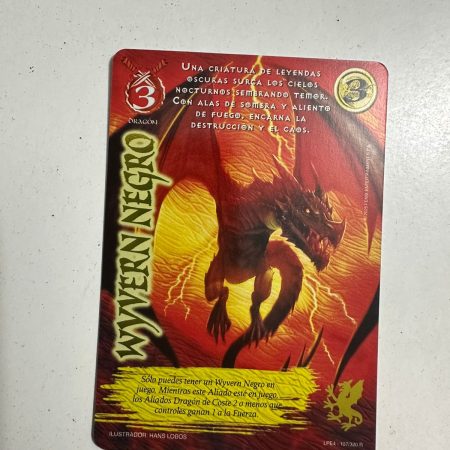 UNA CRIATURA DE LEYENDAS
OSCURAS SURCA LOS CIELOS
NOCTURNOS SEMBRANDO TEMOR.
CON ALAS DE SOMBRA Y ALIENTO
DE FUEGO, ENCARNA LA
DESTRUCCIÓN Y EL CAOS.
3
DRAGÓN
3
WYVERN NEGRO
Sólo puedes tener un Wyvern Negro en
juego. Mientras este Aliado esté en juego,
los Aliados Dragón de Coste 2 o menos que
controles ganan 1 a la Fuerza.
ILUSTRADOR: HANS LOBOS